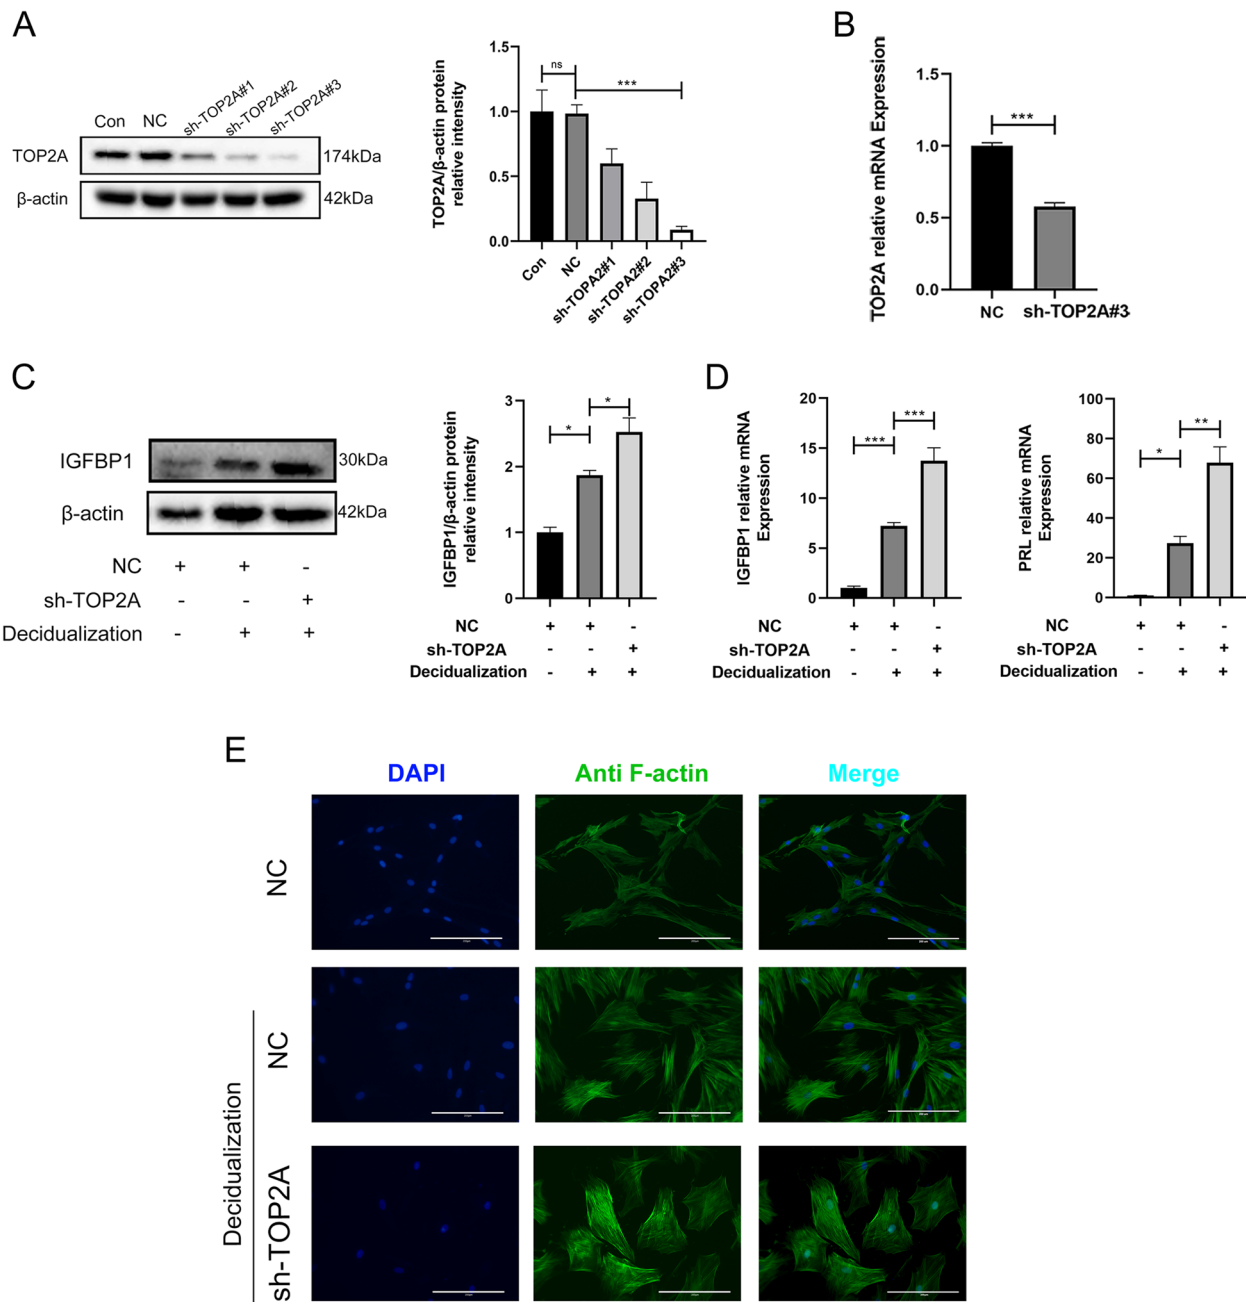 A
Con NC sh-TOP2A#1 sh-TOP2A#2 sh-TOP2A#3
TOP2A 174kDa
β-actin 42kDa
TOP2A/β-actin protein
relative intensity
1.5
1.0
0.5
0.0
ns
***
Con NC sh-TOPA2#1 sh-TOPA2#2 sh-TOPA2#3
B
TOP2A relative mRNA Expression
1.5
1.0
0.5
0.0
***
NC sh-TOP2A#3
C
IGFBP1 30kDa
β-actin 42kDa
NC + + -
sh-TOP2A - - +
Decidualization - + +
IGFBP1/β-actin protein
relative intensity
3
2
1
0
*
*
NC + + -
sh-TOP2A - - +
Decidualization - + +
D
IGFBP1 relative mRNA
Expression
20
15
10
5
0
***
***
NC + + -
sh-TOP2A - - +
Decidualization - + +
PRL relative mRNA
Expression
100
80
60
40
20
0
*
**
NC + + -
sh-TOP2A - - +
Decidualization - + +
E
DAPI Anti F-actin Merge
NC
Decidualization
NC
sh-TOP2A